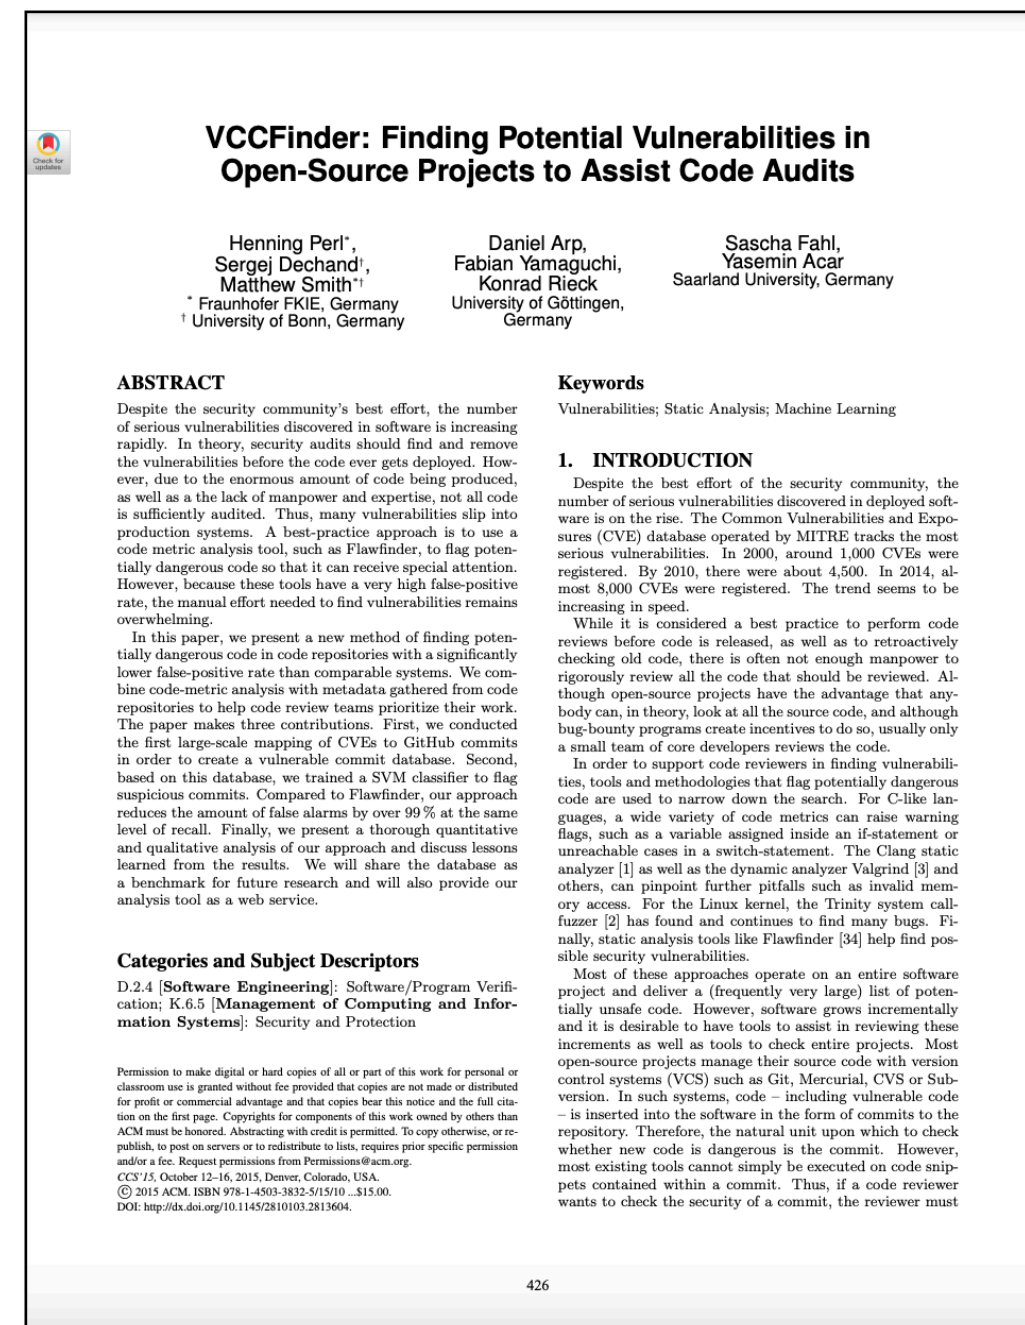 Check for
updates
VCCFinder: Finding Potential Vulnerabilities in
Open-Source Projects to Assist Code Audits
Henning Perl*,
Sergej Dechand†,
Matthew Smith*†
* Fraunhofer FKIE, Germany
† University of Bonn, Germany
Daniel Arp,
Fabian Yamaguchi,
Konrad Rieck
University of Göttingen,
Germany
Sascha Fahl,
Yasemin Acar
Saarland University, Germany
ABSTRACT
Despite the security community's best effort, the number
of serious vulnerabilities discovered in software is increasing
rapidly. In theory, security audits should find and remove
the vulnerabilities before the code ever gets deployed. How-
ever, due to the enormous amount of code being produced,
as well as a the lack of manpower and expertise, not all code
is sufficiently audited. Thus, many vulnerabilities slip into
production systems. A best-practice approach is to use a
code metric analysis tool, such as Flawfinder, to flag poten-
tially dangerous code so that it can receive special attention.
However, because these tools have a very high false-positive
rate, the manual effort needed to find vulnerabilities remains
overwhelming.
In this paper, we present a new method of finding poten-
tially dangerous code in code repositories with a significantly
lower false-positive rate than comparable systems. We com-
bine code-metric analysis with metadata gathered from code
repositories to help code review teams prioritize their work.
The paper makes three contributions. First, we conducted
the first large-scale mapping of CVEs to GitHub commits
in order to create a vulnerable commit database. Second,
based on this database, we trained a SVM classifier to flag
suspicious commits. Compared to Flawfinder, our approach
reduces the amount of false alarms by over 99 % at the same
level of recall. Finally, we present a thorough quantitative
and qualitative analysis of our approach and discuss lessons
learned from the results. We will share the database as
a benchmark for future research and will also provide our
analysis tool as a web service.
Categories and Subject Descriptors
D.2.4 [Software Engineering]: Software/Program Verifi-
cation; K.6.5 [Management of Computing and Infor-
mation Systems]: Security and Protection
Permission to make digital or hard copies of all or part of this work for personal or
classroom use is granted without fee provided that copies are not made or distributed
for profit or commercial advantage and that copies bear this notice and the full cita-
tion on the first page. Copyrights for components of this work owned by others than
ACM must be honored. Abstracting with credit is permitted. To copy otherwise, or re-
publish, to post on servers or to redistribute to lists, requires prior specific permission
and/or a fee. Request permissions from Permissions@acm.org.
CCS'15, October 12–16, 2015, Denver, Colorado, USA.
© 2015 ACM. ISBN 978-1-4503-3832-5/15/10 ...$15.00.
DOI: http://dx.doi.org/10.1145/2810103.2813604.
Keywords
Vulnerabilities; Static Analysis; Machine Learning
1. INTRODUCTION
Despite the best effort of the security community, the
number of serious vulnerabilities discovered in deployed soft-
ware is on the rise. The Common Vulnerabilities and Expo-
sures (CVE) database operated by MITRE tracks the most
serious vulnerabilities. In 2000, around 1,000 CVEs were
registered. By 2010, there were about 4,500. In 2014, al-
most 8,000 CVEs were registered. The trend seems to be
increasing in speed.
While it is considered a best practice to perform code
reviews before code is released, as well as to retroactively
checking old code, there is often not enough manpower to
rigorously review all the code that should be reviewed. Al-
though open-source projects have the advantage that any-
body can, in theory, look at all the source code, and although
bug-bounty programs create incentives to do so, usually only
a small team of core developers reviews the code.
In order to support code reviewers in finding vulnerabili-
ties, tools and methodologies that flag potentially dangerous
code are used to narrow down the search. For C-like lan-
guages, a wide variety of code metrics can raise warning
flags, such as a variable assigned inside an if-statement or
unreachable cases in a switch-statement. The Clang static
analyzer [1] as well as the dynamic analyzer Valgrind [3] and
others, can pinpoint further pitfalls such as invalid mem-
ory access. For the Linux kernel, the Trinity system call-
fuzzer [2] has found and continues to find many bugs. Fi-
nally, static analysis tools like Flawfinder [34] help find pos-
sible security vulnerabilities.
Most of these approaches operate on an entire software
project and deliver a (frequently very large) list of poten-
tially unsafe code. However, software grows incrementally
and it is desirable to have tools to assist in reviewing these
increments as well as tools to check entire projects. Most
open-source projects manage their source code with version
control systems (VCS) such as Git, Mercurial, CVS or Sub-
version. In such systems, code – including vulnerable code
– is inserted into the software in the form of commits to the
repository. Therefore, the natural unit upon which to check
whether new code is dangerous is the commit. However,
most existing tools cannot simply be executed on code snip-
pets contained within a commit. Thus, if a code reviewer
wants to check the security of a commit, the reviewer must
426